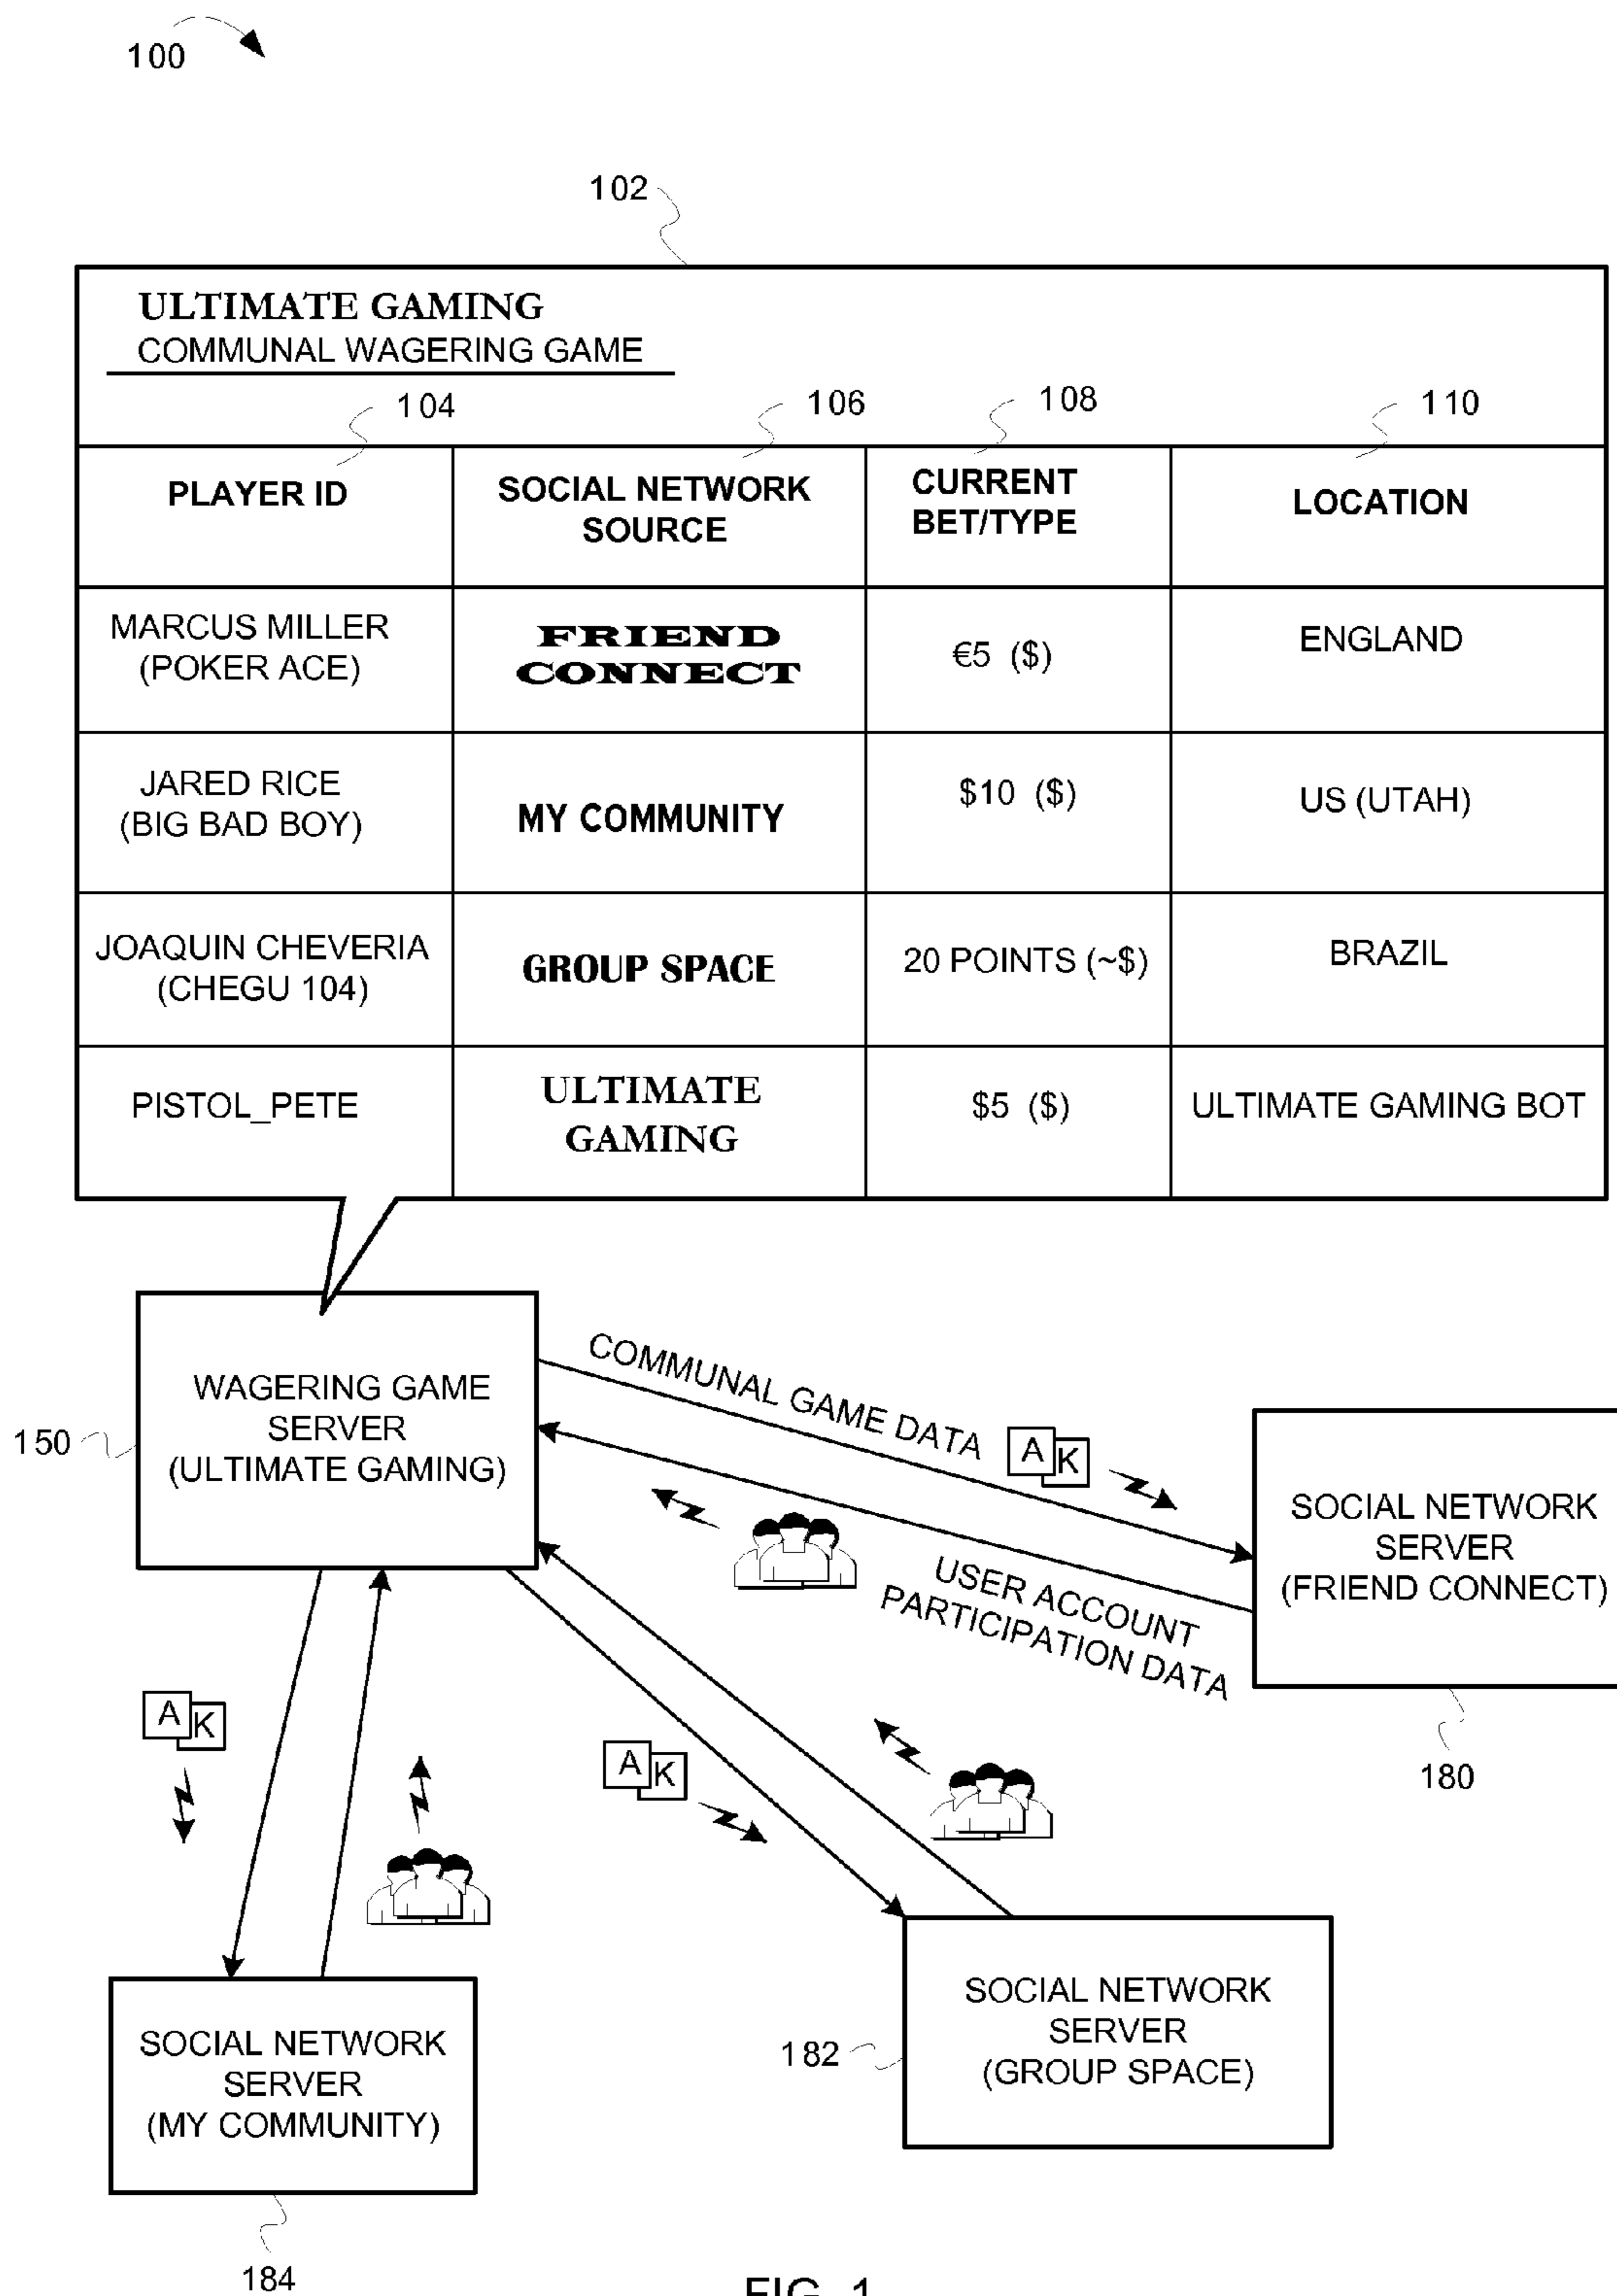 100
102
ULTIMATE GAMING
COMMUNAL WAGERING GAME
104
106
108
110
PLAYER ID
SOCIAL NETWORK
SOURCE
CURRENT
BET/TYPE
LOCATION
MARCUS MILLER
(POKER ACE)
FRIEND
CONNECT
€5 ($)
ENGLAND
JARED RICE
(BIG BAD BOY)
MY COMMUNITY
$10 ($)
US (UTAH)
JOAQUIN CHEVERIA
(CHEGU 104)
GROUP SPACE
20 POINTS (~$)
BRAZIL
PISTOL_PETE
ULTIMATE
GAMING
$5 ($)
ULTIMATE GAMING BOT
WAGERING GAME
SERVER
(ULTIMATE GAMING)
150
COMMUNAL GAME DATA
A
K
USER ACCOUNT
PARTICIPATION DATA
SOCIAL NETWORK
SERVER
(FRIEND CONNECT)
180
A
K
A
K
SOCIAL NETWORK
SERVER
(GROUP SPACE)
182
SOCIAL NETWORK
SERVER
(MY COMMUNITY)
184
FIG. 1